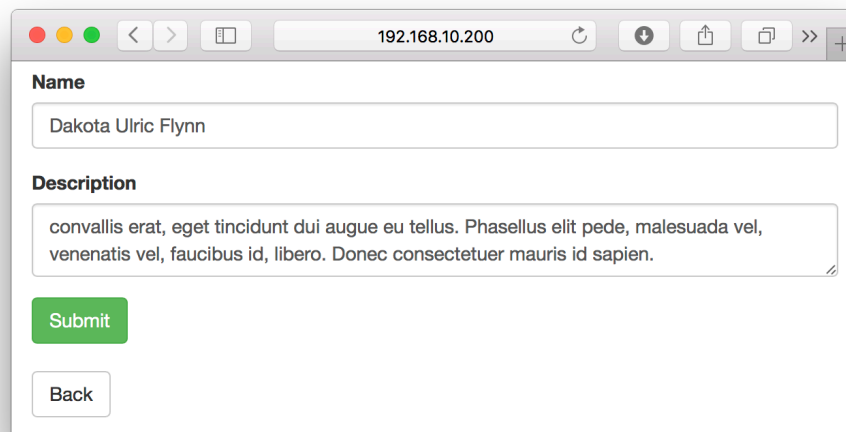 192.168.10.200
Name
Dakota Ulric Flynn
Description
convallis erat, eget tincidunt dui augue eu tellus. Phasellus elit pede, malesuada vel,
venenatis vel, faucibus id, libero. Donec consectetuer mauris id sapien.
Submit
Back